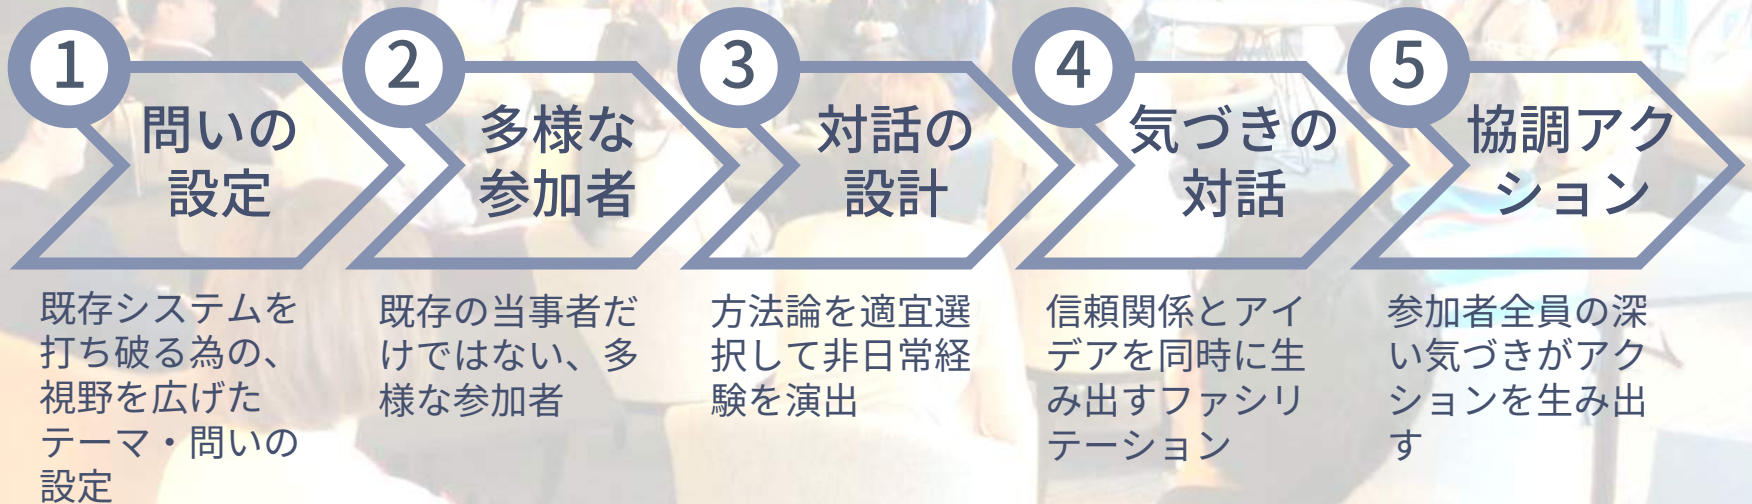 1
問いの
設定
既存システムを
打ち破る為の、
視野を広げた
テーマ・問いの
設定
2
多様な
参加者
既存の当事者だ
けではない、多
様な参加者
3
対話の
設計
方法論を適宜選
択して非日常経
験を演出
4
気づきの
対話
信頼関係とアイ
デアを同時に生
み出すファシリ
テーション
5
協調アク
ション
参加者全員の深
い気づきがアク
ションを生み出
す